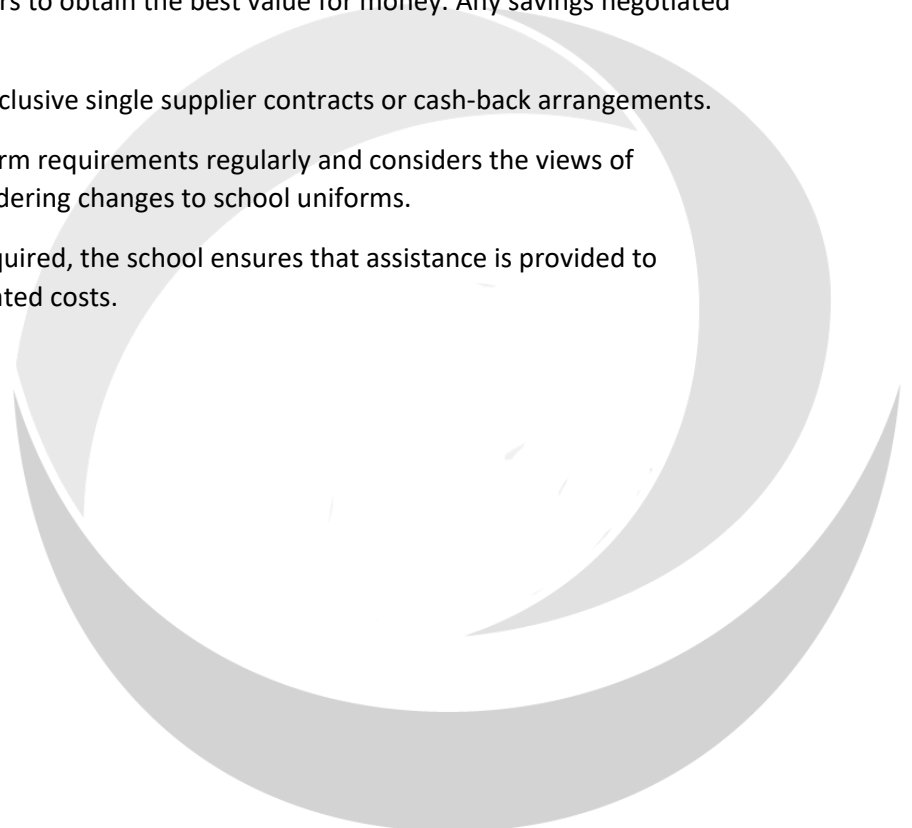 rs to obtain the best value for money. Any savings negotiated
clusive single supplier contracts or cash-back arrangements.
rm requirements regularly and considers the views of
dering changes to school uniforms.
quired, the school ensures that assistance is provided to
ated costs.